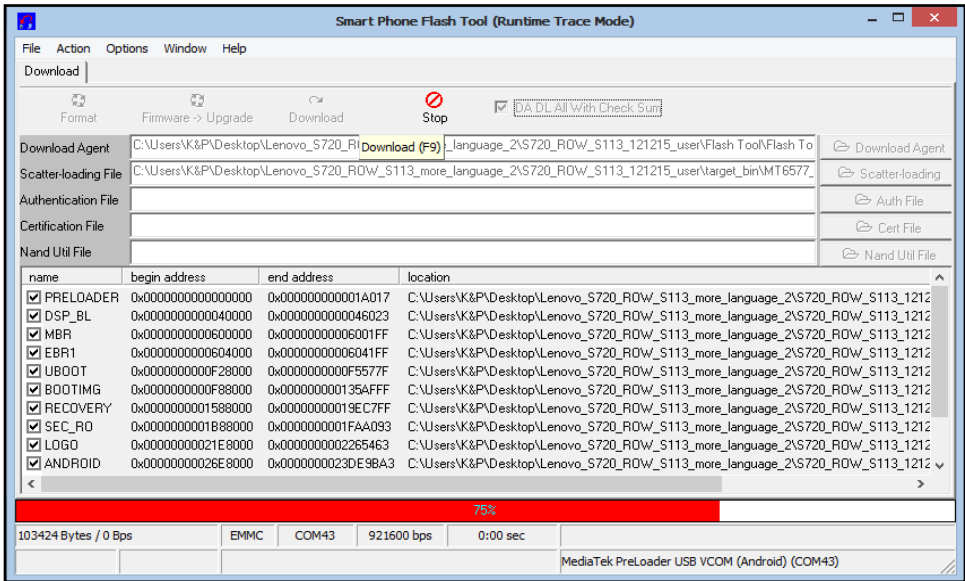 Smart Phone Flash Tool (Runtime Trace Mode)
File Action Options Window Help
Download
Format Firmware -> Upgrade Download Stop DA DL All With Check Sum
Download Agent C:\Users\K&P\Desktop\Lenovo_S720_R Download (F9) _language_2\S720_ROW_S113_121215_user\Flash Tool\Flash To Download Agent
Scatter-loading File C:\Users\K&P\Desktop\Lenovo_S720_ROW_S113_more_language_2\S720_ROW_S113_121215_user\target_bin\MT6577_ Scatter-loading
Authentication File Auth File
Certification File Cert File
Nand Util File Nand Util File
name begin address end address location
PRELOADER 0x0000000000000000 0x000000000001A017 C:\Users\K&P\Desktop\Lenovo_S720_ROW_S113_more_language_2\S720_ROW_S113_1212
DSP_BL 0x0000000000040000 0x0000000000046023 C:\Users\K&P\Desktop\Lenovo_S720_ROW_S113_more_language_2\S720_ROW_S113_1212
MBR 0x0000000000600000 0x00000000006001FF C:\Users\K&P\Desktop\Lenovo_S720_ROW_S113_more_language_2\S720_ROW_S113_1212
EBR1 0x0000000000604000 0x00000000006041FF C:\Users\K&P\Desktop\Lenovo_S720_ROW_S113_more_language_2\S720_ROW_S113_1212
UBOOT 0x0000000000F28000 0x0000000000F5577F C:\Users\K&P\Desktop\Lenovo_S720_ROW_S113_more_language_2\S720_ROW_S113_1212
BOOTIMG 0x0000000000F88000 0x000000000135AFFF C:\Users\K&P\Desktop\Lenovo_S720_ROW_S113_more_language_2\S720_ROW_S113_1212
RECOVERY 0x0000000001588000 0x00000000019EC7FF C:\Users\K&P\Desktop\Lenovo_S720_ROW_S113_more_language_2\S720_ROW_S113_1212
SEC_RO 0x0000000001B88000 0x0000000001FAA093 C:\Users\K&P\Desktop\Lenovo_S720_ROW_S113_more_language_2\S720_ROW_S113_1212
LOGO 0x00000000021E8000 0x0000000002265463 C:\Users\K&P\Desktop\Lenovo_S720_ROW_S113_more_language_2\S720_ROW_S113_1212
ANDROID 0x00000000026E8000 0x0000000023DE9BA3 C:\Users\K&P\Desktop\Lenovo_S720_ROW_S113_more_language_2\S720_ROW_S113_1212
75%
103424 Bytes / 0 Bps EMMC COM43 921600 bps 0:00 sec
MediaTek PreLoader USB VCOM (Android) (COM43)